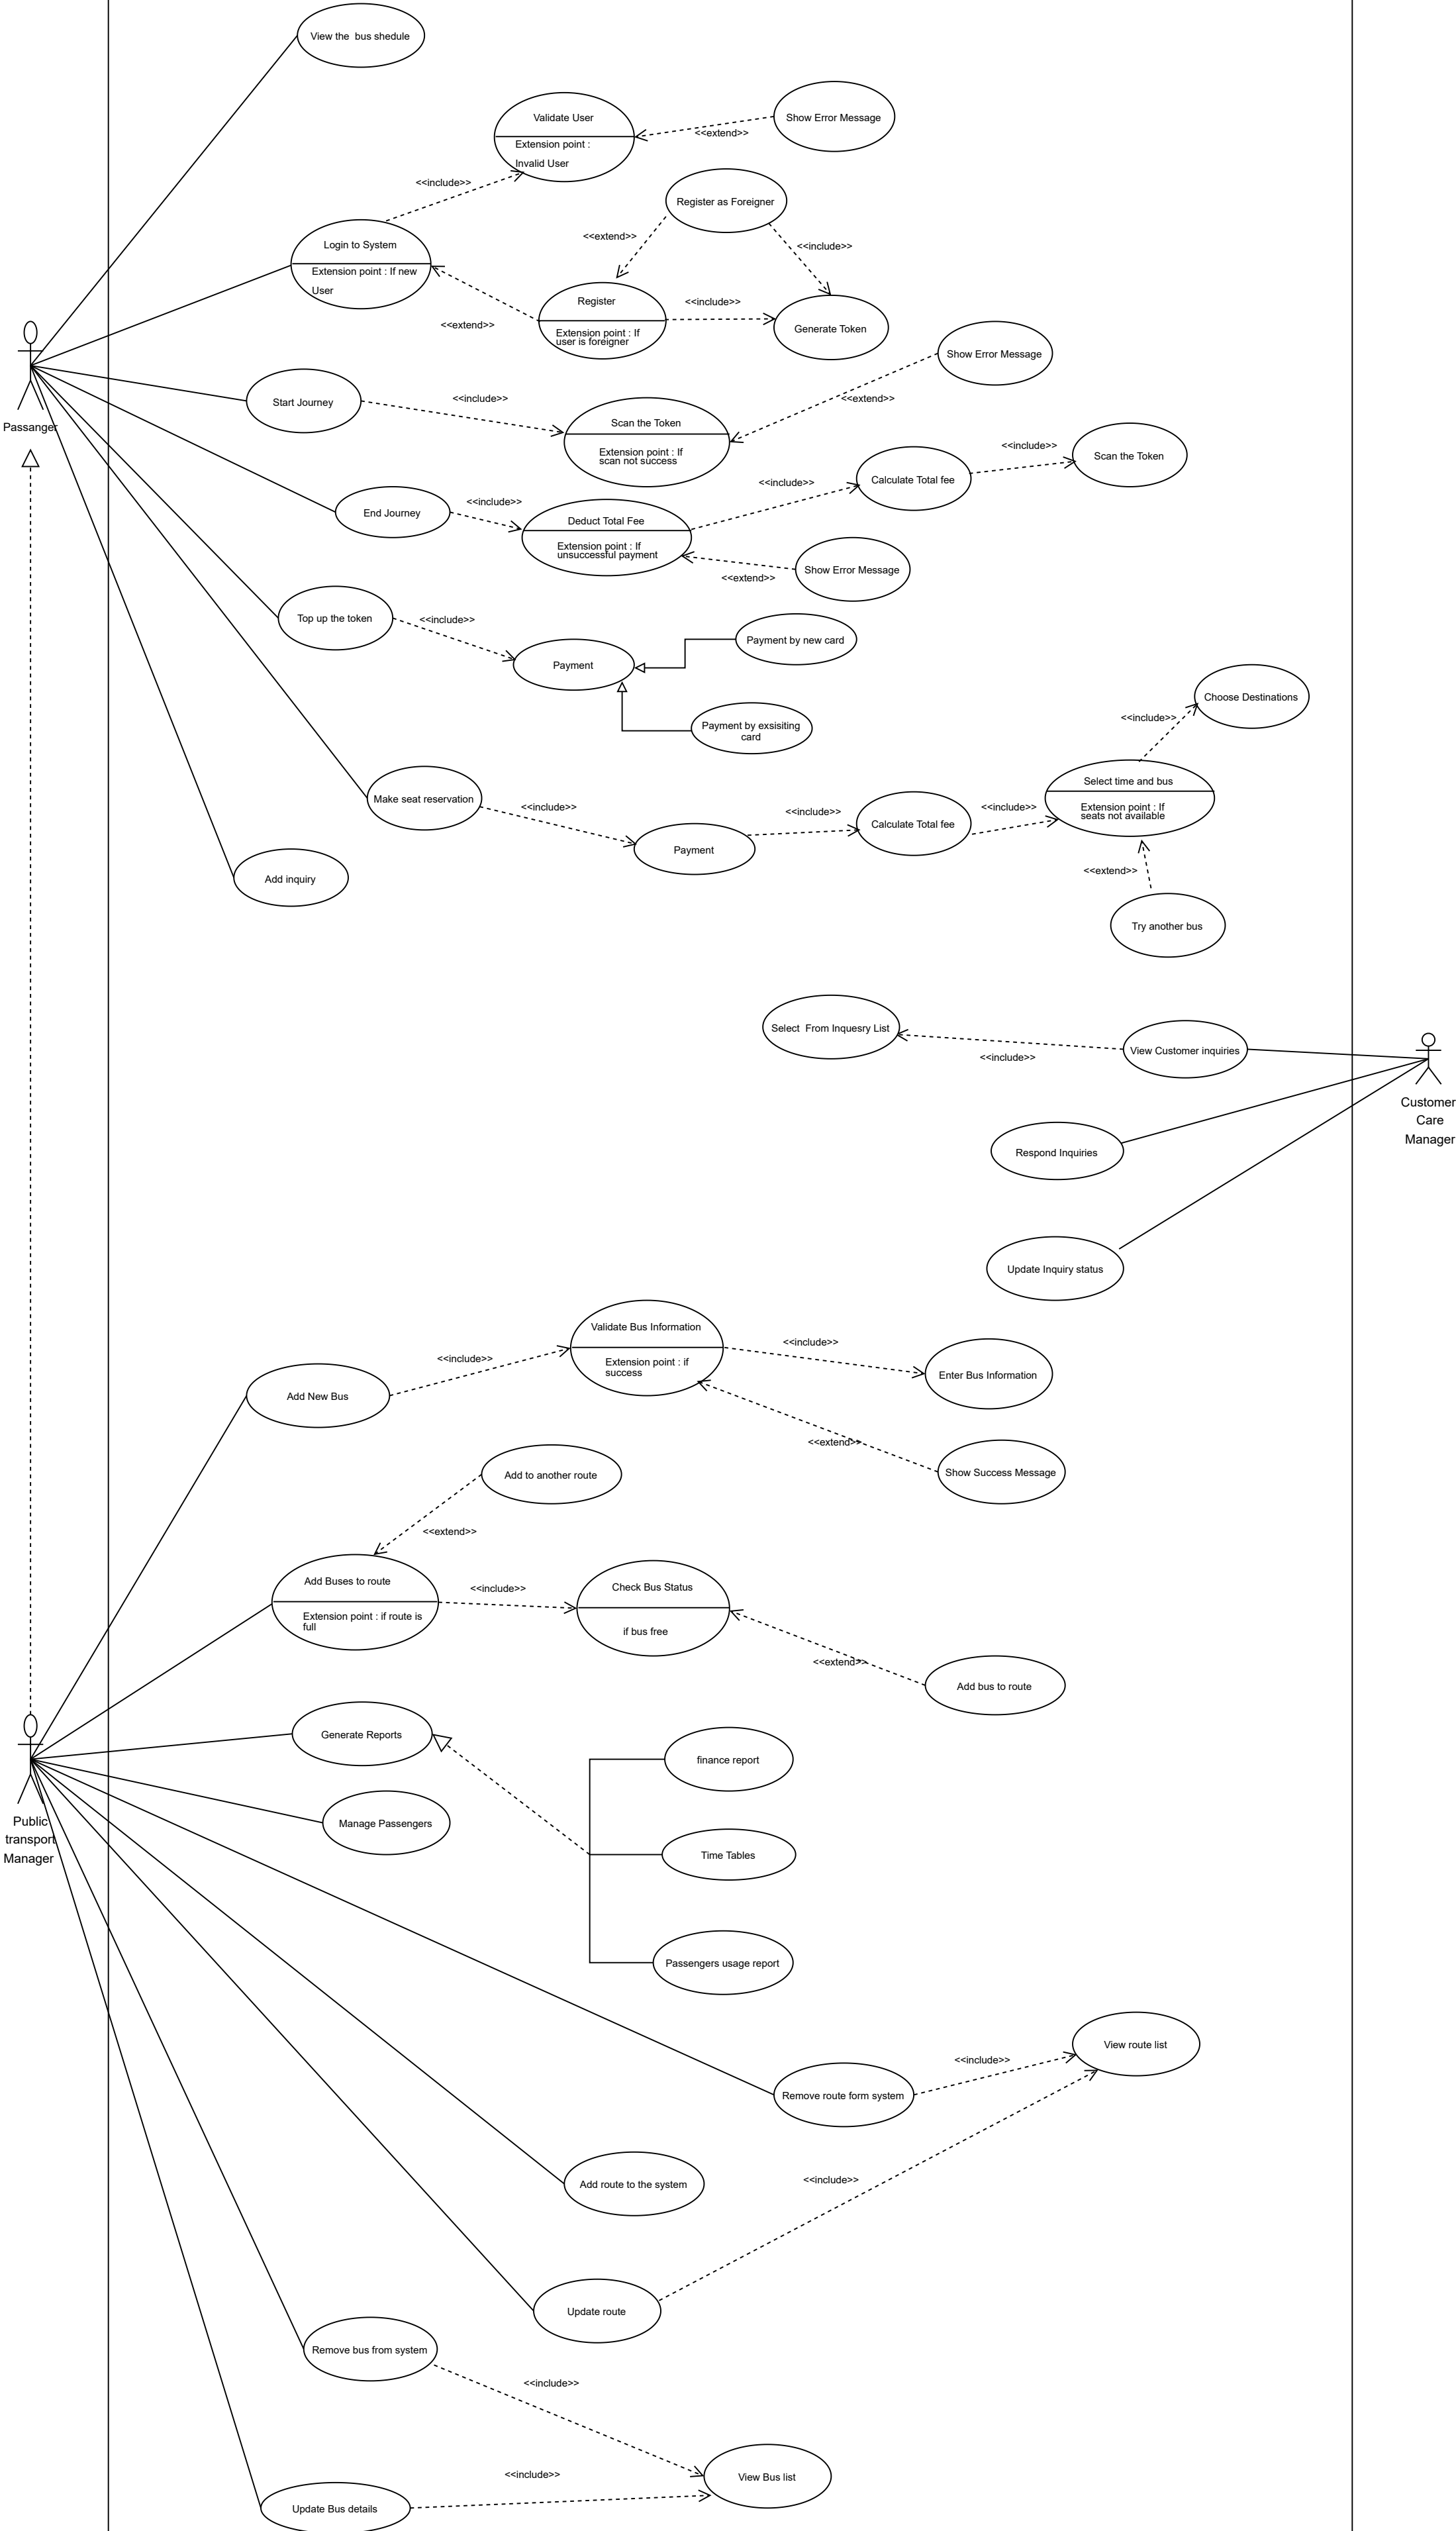 View the  bus shedule
Validate User
Extension point :
Invalid User
Show Error Message
<<extend>>
<<include>>
Register as Foreigner
<<extend>>
<<include>>
Login to System
Extension point : If new
User
<<extend>>
Register
Extension point : If
user is foreigner
<<include>>
Generate Token
Show Error Message
<<extend>>
Passanger
Start Journey
<<include>>
Scan the Token
Extension point : If
scan not success
<<include>>
Scan the Token
Calculate Total fee
<<include>>
End Journey
<<include>>
Deduct Total Fee
Extension point : If
unsuccessful payment
<<extend>>
Show Error Message
Top up the token
<<include>>
Payment
Payment by new card
Payment by exsisiting
card
Choose Destinations
<<include>>
Select time and bus
Extension point : If
seats not available
Make seat reservation
<<include>>
Payment
<<include>>
Calculate Total fee
<<include>>
<<extend>>
Try another bus
Add inquiry
Select  From Inquesry List
<<include>>
View Customer inquiries
Customer
Care
Manager
Respond Inquiries
Update Inquiry status
Validate Bus Information
Extension point : if
success
<<include>>
Enter Bus Information
Add New Bus
<<include>>
<<extend>>
Show Success Message
Add to another route
<<extend>>
Add Buses to route
Extension point : if route is
full
<<include>>
Check Bus Status
if bus free
<<extend>>
Add bus to route
Generate Reports
finance report
Manage Passengers
Time Tables
Passengers usage report
Public
transport
Manager
View route list
<<include>>
Remove route form system
Add route to the system
<<include>>
Update route
Remove bus from system
<<include>>
View Bus list
<<include>>
Update Bus details